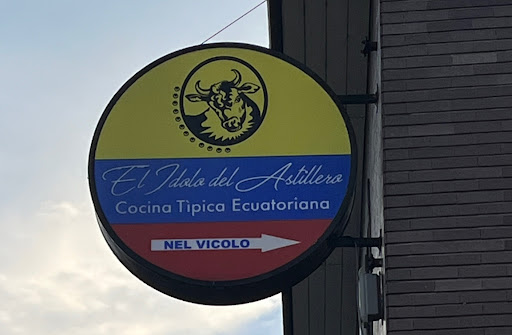 El Idolo del Astillero
Cocina Tìpica Ecuatoriana
NEL VICOLO